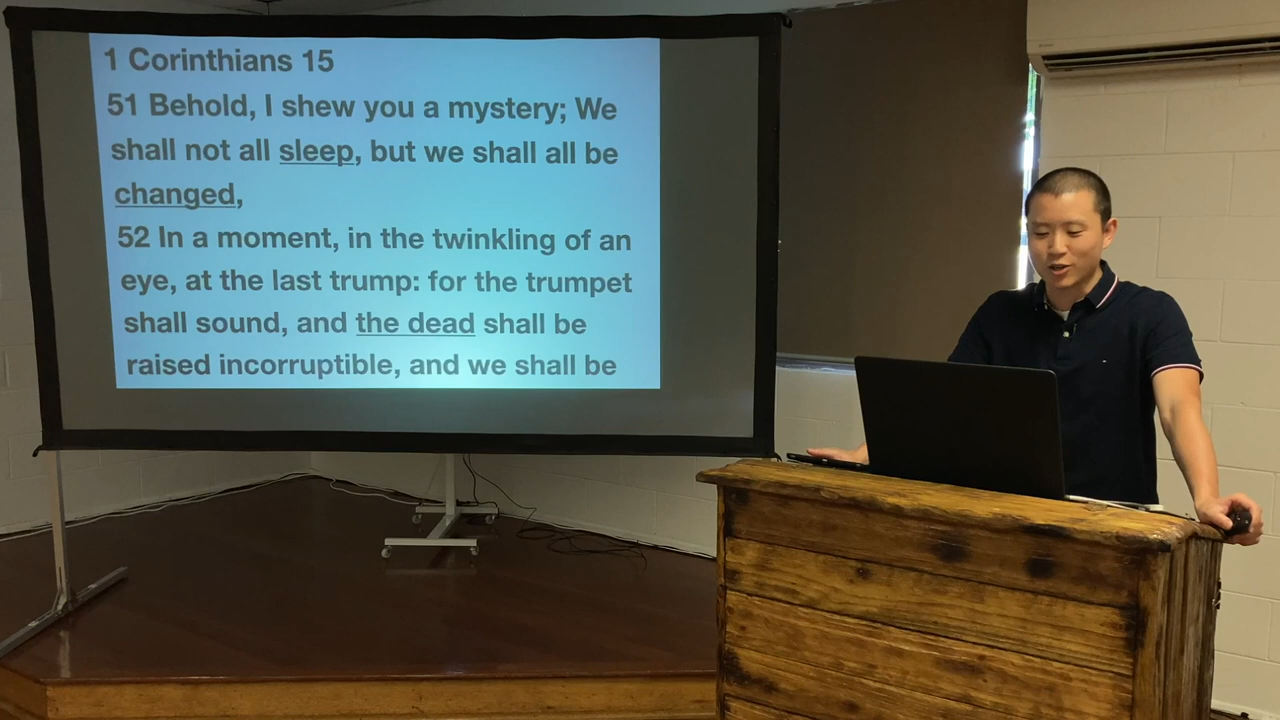 1 Corinthians 15
51 Behold, I shew you a mystery; We
shall not all sleep, but we shall all be
changed,
52 In a moment, in the twinkling of an
eye, at the last trump: for the trumpet
shall sound, and the dead shall be
raised incorruptible, and we shall be